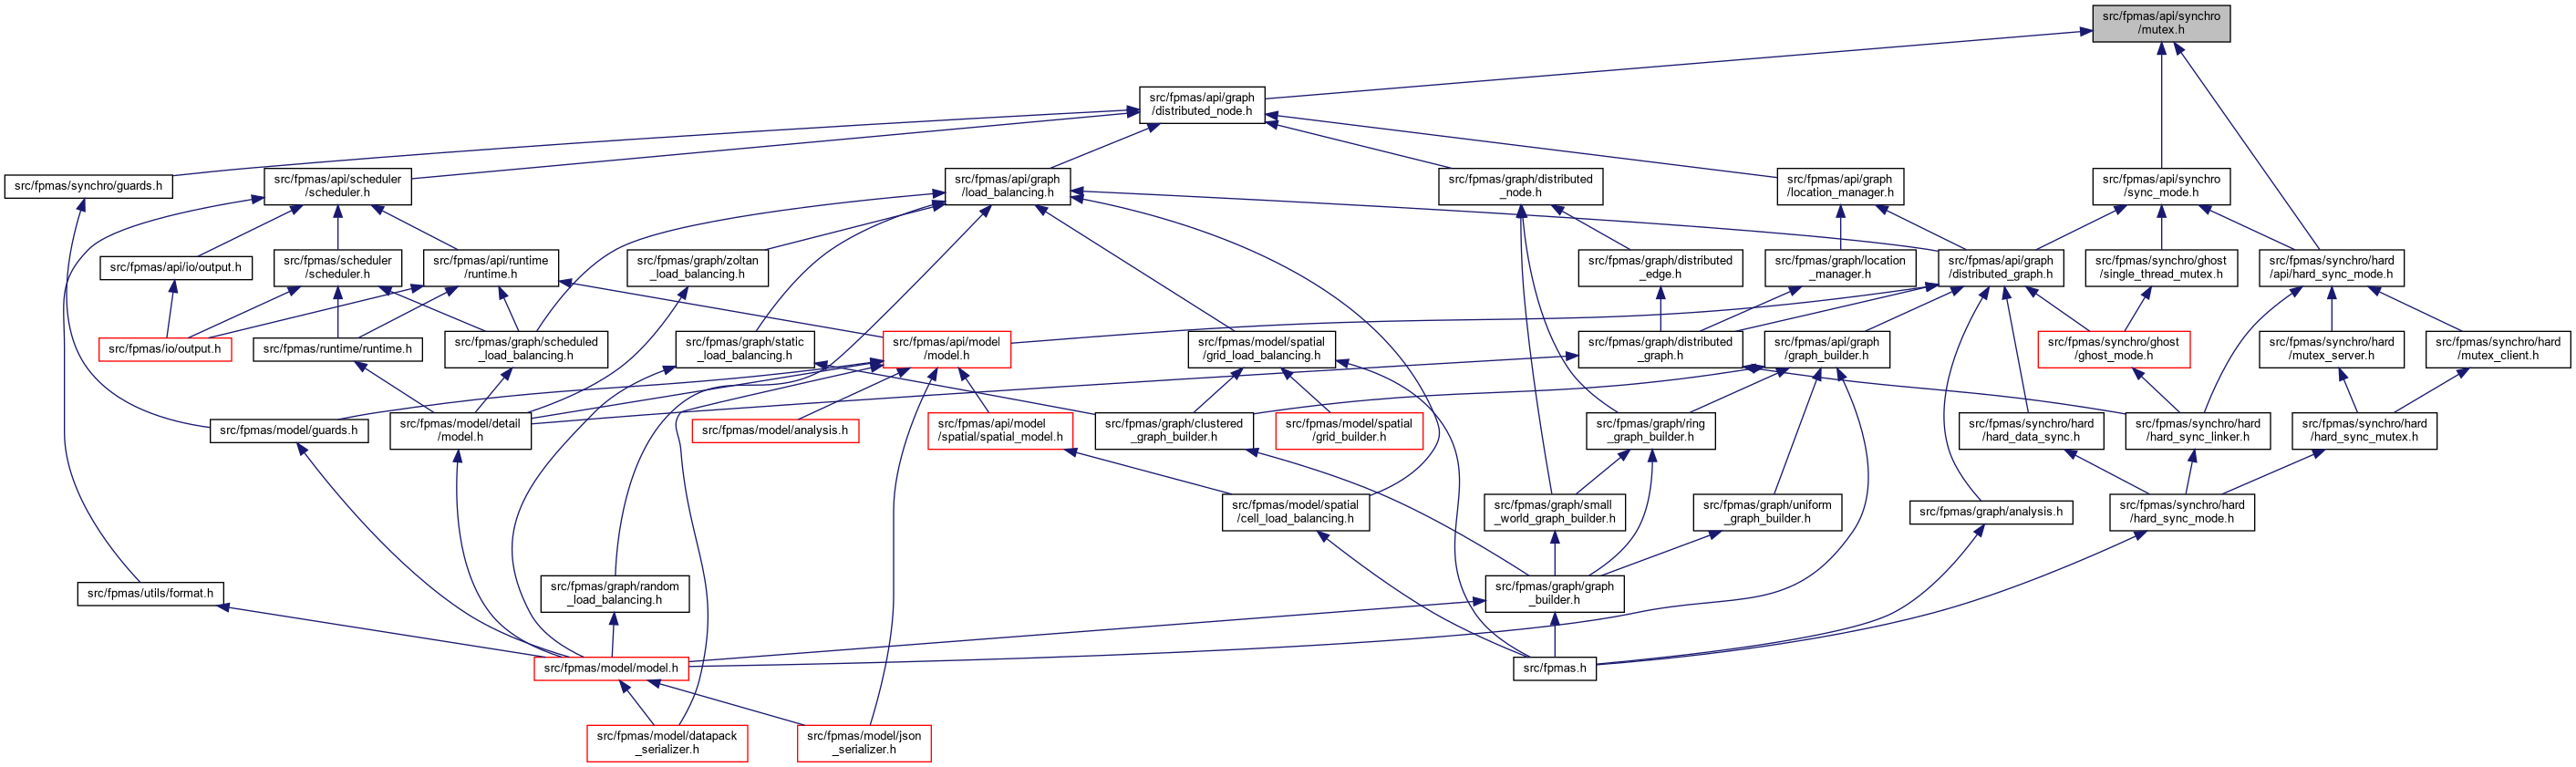 src/fpmas/api/synchro
/mutex.h
src/fpmas/api/graph
/distributed_node.h
src/fpmas/synchro/guards.h
src/fpmas/api/scheduler
/scheduler.h
src/fpmas/api/graph
/load_balancing.h
src/fpmas/graph/distributed
_node.h
src/fpmas/api/graph
/location_manager.h
src/fpmas/api/synchro
/sync_mode.h
src/fpmas/api/io/output.h
src/fpmas/scheduler
/scheduler.h
src/fpmas/api/runtime
/runtime.h
src/fpmas/graph/zoltan
_load_balancing.h
src/fpmas/graph/distributed
_edge.h
src/fpmas/graph/location
_manager.h
src/fpmas/api/graph
/distributed_graph.h
src/fpmas/synchro/ghost
/single_thread_mutex.h
src/fpmas/synchro/hard
/api/hard_sync_mode.h
src/fpmas/io/output.h
src/fpmas/runtime/runtime.h
src/fpmas/graph/scheduled
_load_balancing.h
src/fpmas/graph/static
_load_balancing.h
src/fpmas/api/model
/model.h
src/fpmas/model/spatial
/grid_load_balancing.h
src/fpmas/graph/distributed
_graph.h
src/fpmas/api/graph
/graph_builder.h
src/fpmas/synchro/ghost
/ghost_mode.h
src/fpmas/synchro/hard
/mutex_server.h
src/fpmas/synchro/hard
/mutex_client.h
src/fpmas/model/guards.h
src/fpmas/model/detail
/model.h
src/fpmas/model/analysis.h
src/fpmas/api/model
/spatial/spatial_model.h
src/fpmas/graph/clustered
_graph_builder.h
src/fpmas/model/spatial
/grid_builder.h
src/fpmas/graph/ring
_graph_builder.h
src/fpmas/synchro/hard
/hard_data_sync.h
src/fpmas/synchro/hard
/hard_sync_linker.h
src/fpmas/synchro/hard
/hard_sync_mutex.h
src/fpmas/model/spatial
/cell_load_balancing.h
src/fpmas/graph/small
_world_graph_builder.h
src/fpmas/graph/uniform
_graph_builder.h
src/fpmas/graph/analysis.h
src/fpmas/synchro/hard
/hard_sync_mode.h
src/fpmas/utils/format.h
src/fpmas/graph/random
_load_balancing.h
src/fpmas/graph/graph
_builder.h
src/fpmas/model/model.h
src/fpmas.h
src/fpmas/model/datapack
_serializer.h
src/fpmas/model/json
_serializer.h